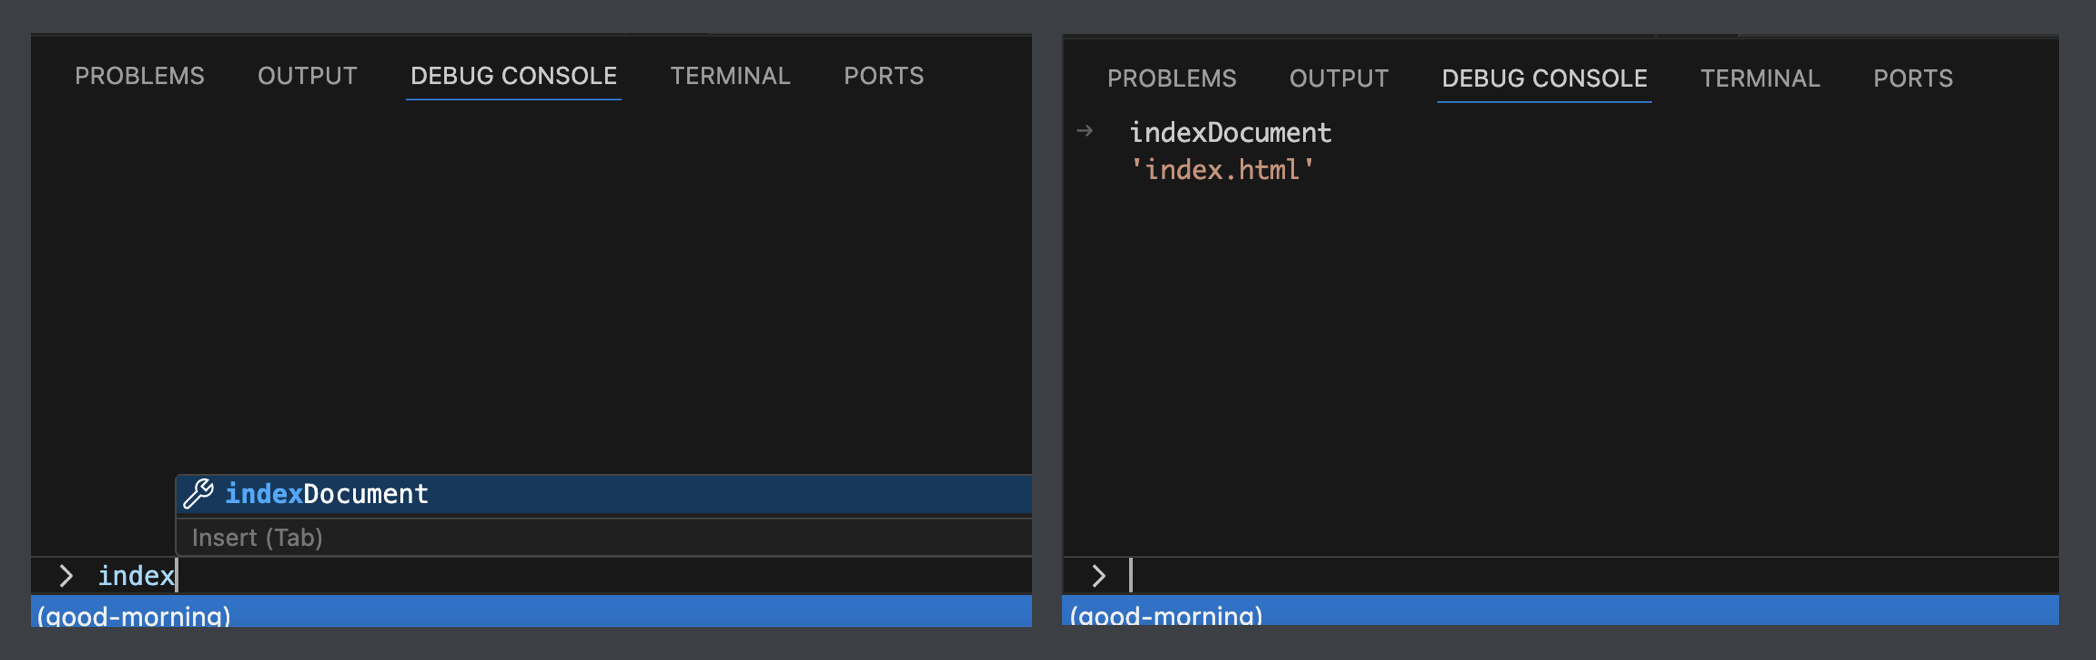 PROBLEMS OUTPUT DEBUG CONSOLE TERMINAL PORTS
indexDocument
Insert (Tab)
index
(good-morning)
PROBLEMS OUTPUT DEBUG CONSOLE TERMINAL PORTS
indexDocument
'index.html'
(good-morning)